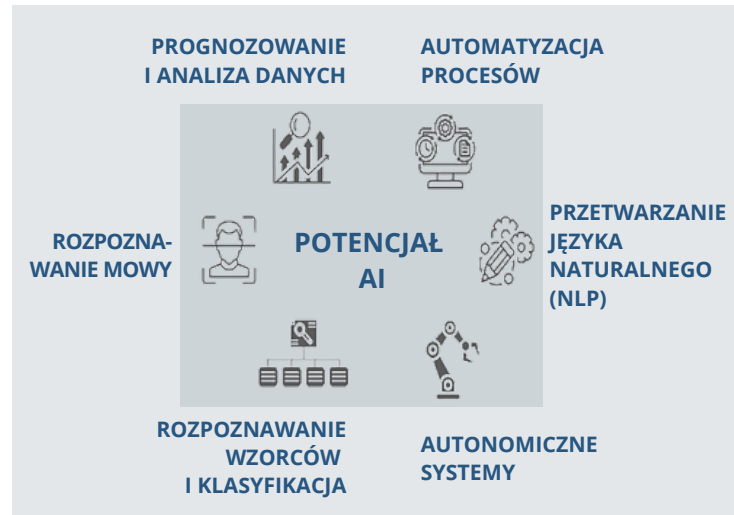 PROGNOZOWANIE
I ANALIZA DANYCH
AUTOMATYZACJA
PROCESÓW
ROZPOZNA-
WANIE MOWY
POTENCJAŁ
AI
PRZETWARZANIE
JĘZYKA
NATURALNEGO
(NLP)
ROZPOZNAWANIE
WZORCÓW
I KLASYFIKACJA
AUTONOMICZNE
SYSTEMY